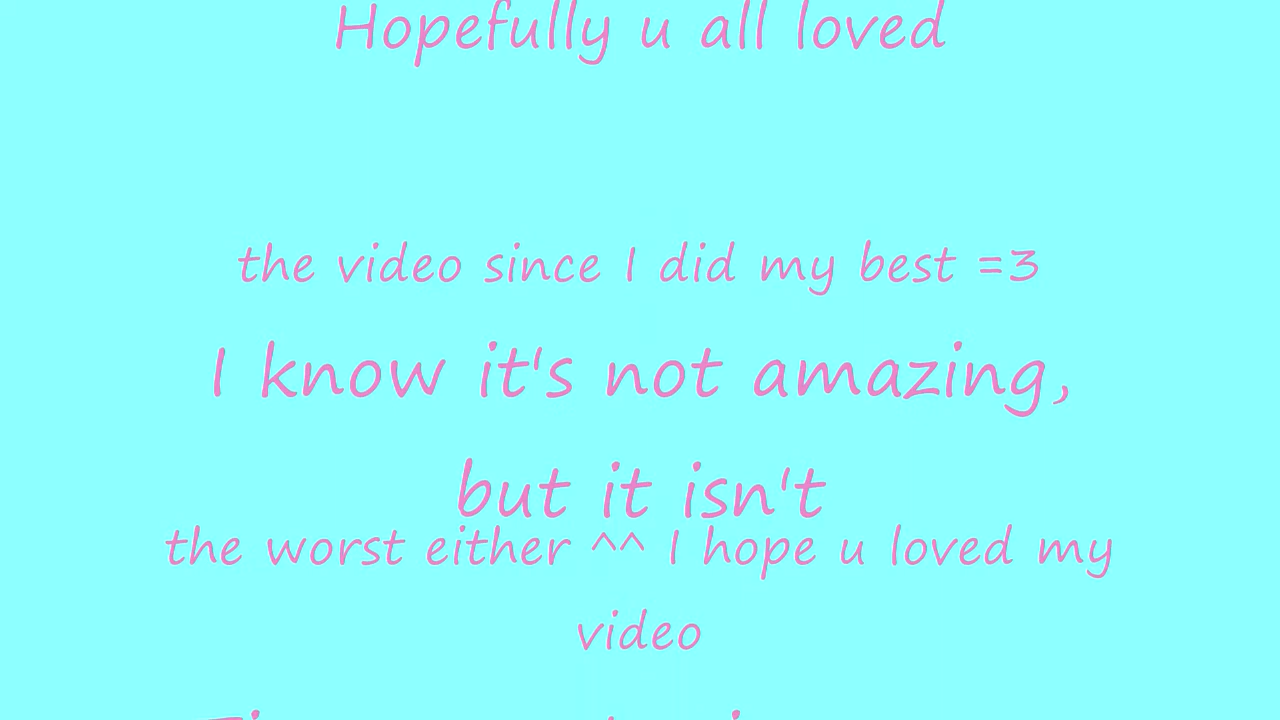 Hopefully u all loved
the video since I did my best =3
I know it's not amazing,
but it isn't
the worst either ^^ I hope u loved my
video